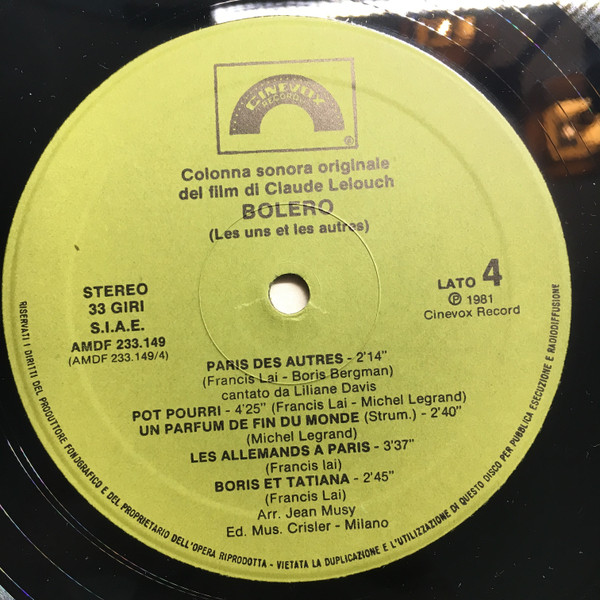 CINEVOX
RECORD
Colonna sonora originale
del film di Claude Lelouch
BOLERO
(Les uns et les autres)
STEREO
33 GIRI
S.I.A.E.
AMDF 233.149
(AMDF 233.149/4)
LATO 4
Ⓟ 1981
Cinevox Record
PARIS DES AUTRES - 2'14"
(Francis Lai - Boris Bergman)
cantato da Liliane Davis
POT POURRI - 4'25" (Francis Lai - Michel Legrand)
UN PARFUM DE FIN DU MONDE (Strum.) - 2'40"
(Michel Legrand)
LES ALLEMANDS A PARIS - 3'37"
(Francis lai)
BORIS ET TATIANA - 2'45"
(Francis Lai)
Arr. Jean Musy
Ed. Mus. Crisler - Milano
RISERVATI I DIRITTI DEL PRODUTTORE FONOGRAFICO E DEL PROPRIETARIO DELL'OPERA RIPRODOTTA - VIETATA LA DUPLICAZIONE E L'UTILIZZAZIONE DI QUESTO DISCO PER PUBBLICA ESECUZIONE E RADIODIFFUSIONE